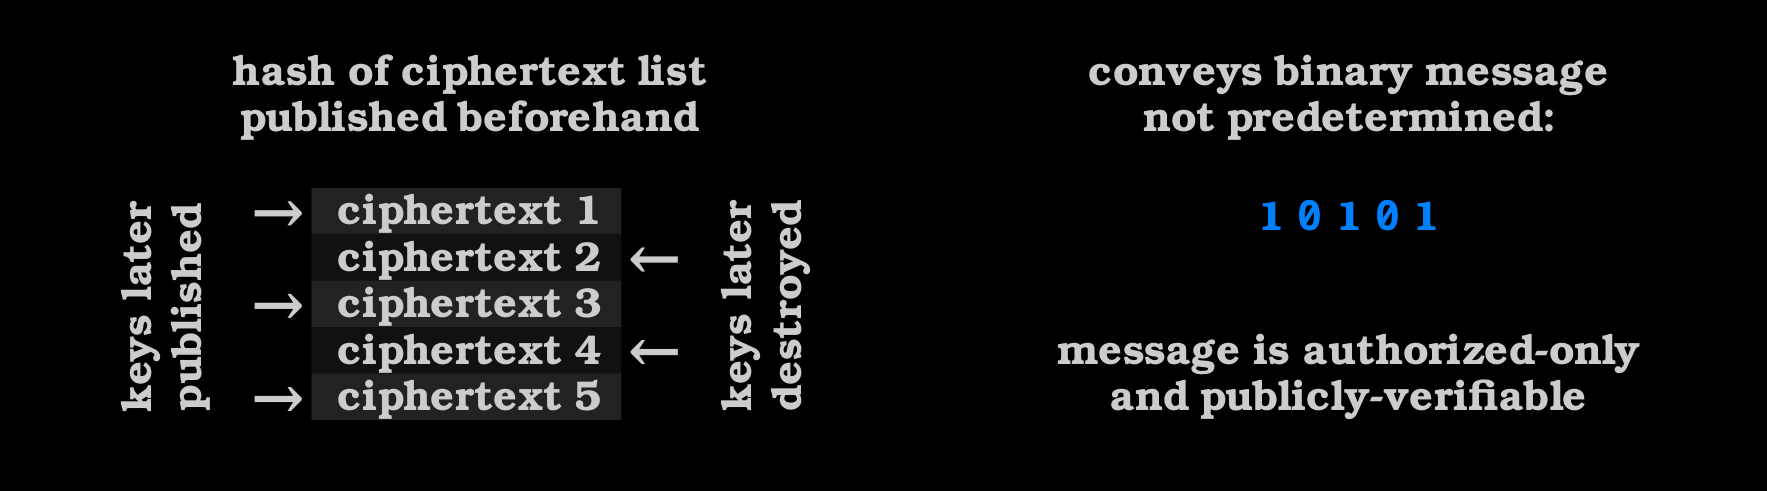 hash of ciphertext list
published beforehand
keys later
published
→ ciphertext 1
ciphertext 2 ←
→ ciphertext 3
ciphertext 4 ←
→ ciphertext 5
keys later
destroyed
conveys binary message
not predetermined:
1 0 1 0 1
message is authorized-only
and publicly-verifiable